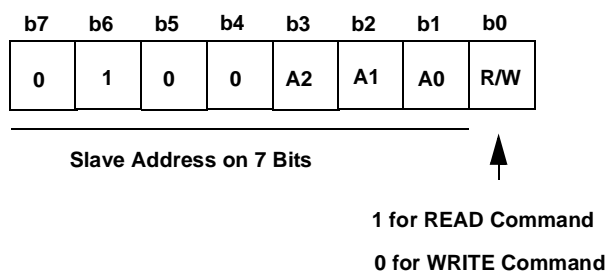 b7 b6 b5 b4 b3 b2 b1 b0
0 1 0 0 A2 A1 A0 R/W
Slave Address on 7 Bits
1 for READ Command
0 for WRITE Command